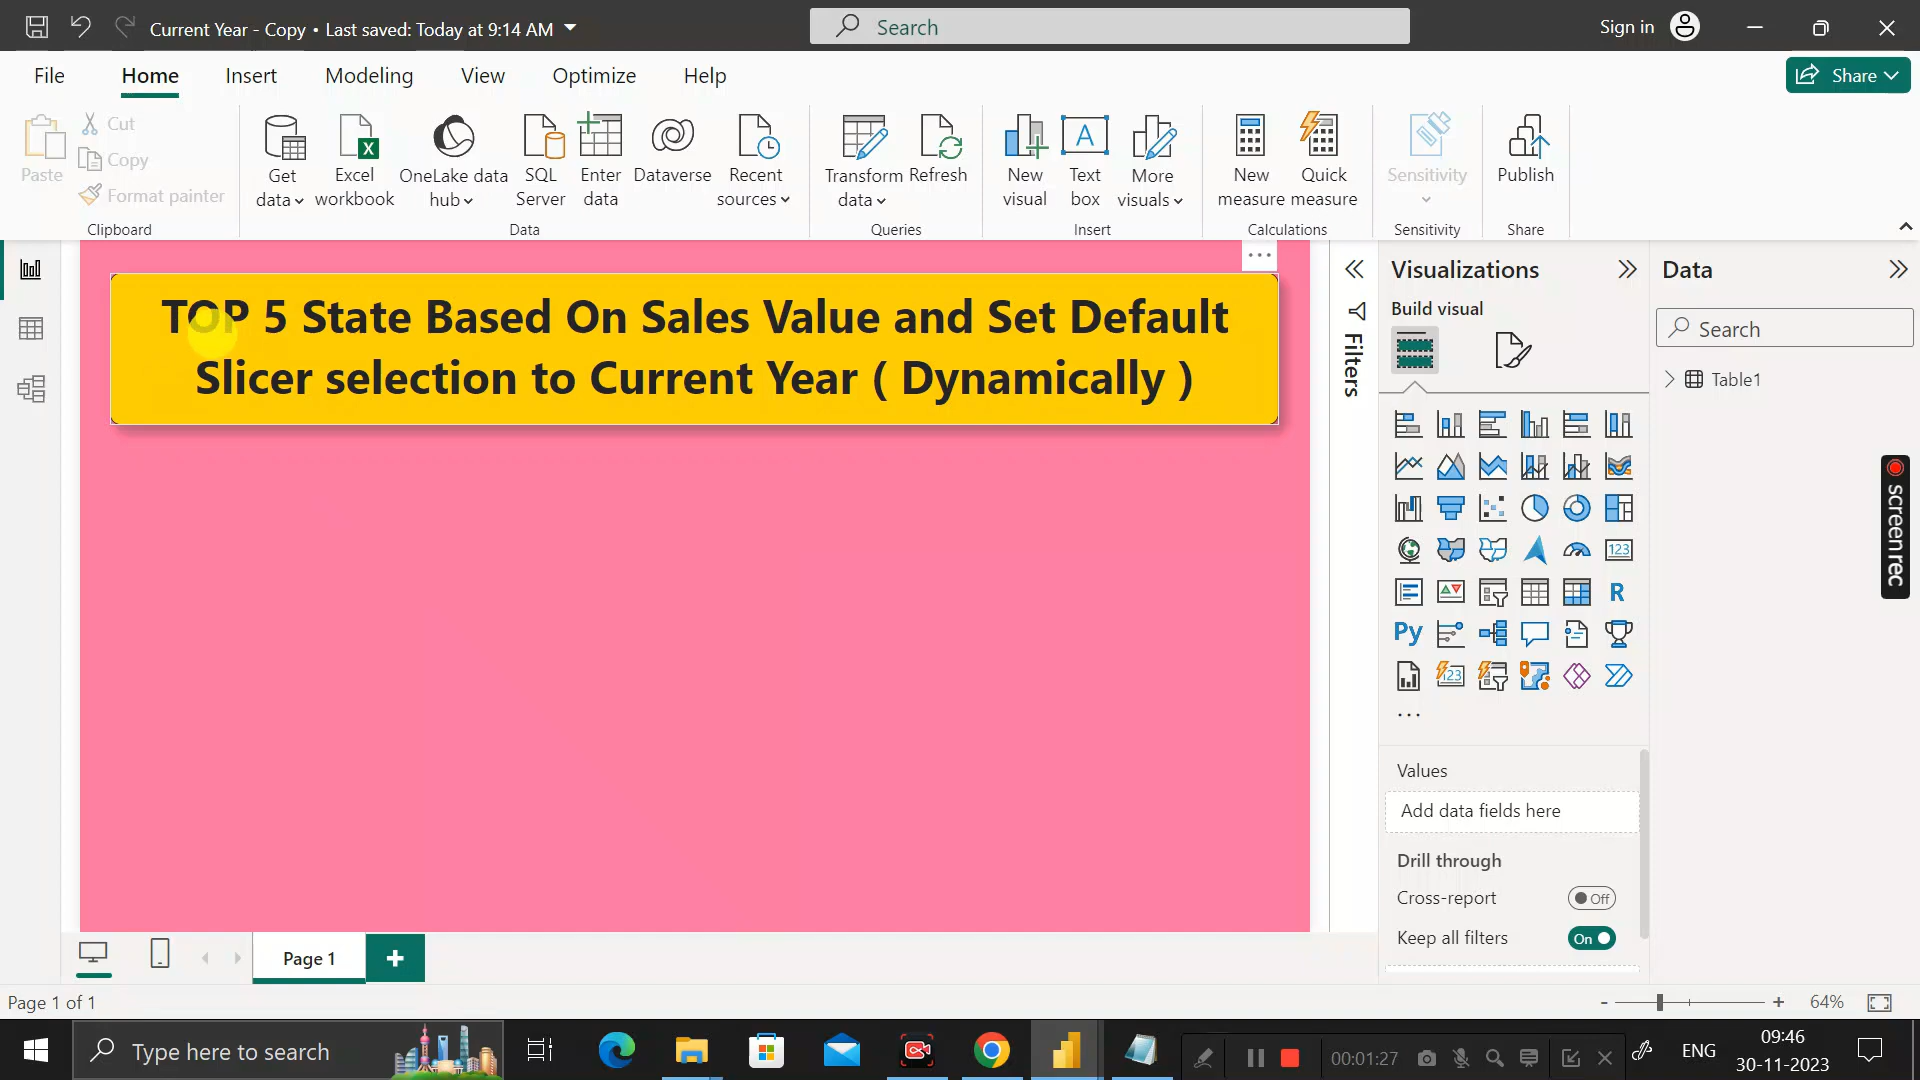 Current Year - Copy • Last saved: Today at 9:14 AM
Search
Sign in
File
Home
Insert
Modeling
View
Optimize
Help
Share
Paste
Cut
Copy
Format painter
Clipboard
Get data
Excel workbook
OneLake data hub
SQL Server
Enter data
Dataverse
Recent sources
Data
Transform data
Refresh
Queries
New visual
Text box
More visuals
Insert
New measure
Quick measure
Calculations
Sensitivity
Sensitivity
Publish
Share
TOP 5 State Based On Sales Value and Set Default
Slicer selection to Current Year ( Dynamically )
Filters
Visualizations
Build visual
123
R
Py
123
Values
Add data fields here
Drill through
Cross-report
Off
Keep all filters
On
Data
Search
Table1
screen rec
Page 1
Page 1 of 1
64%
Type here to search
00:01:27
ENG
09:46
30-11-2023